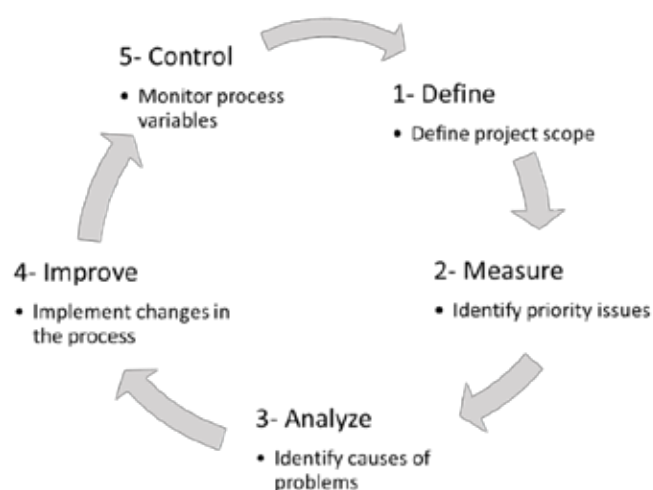 1- Define
• Define project scope
2- Measure
• Identify priority issues
3- Analyze
• Identify causes of
problems
4- Improve
• Implement changes in
the process
5- Control
• Monitor process
variables